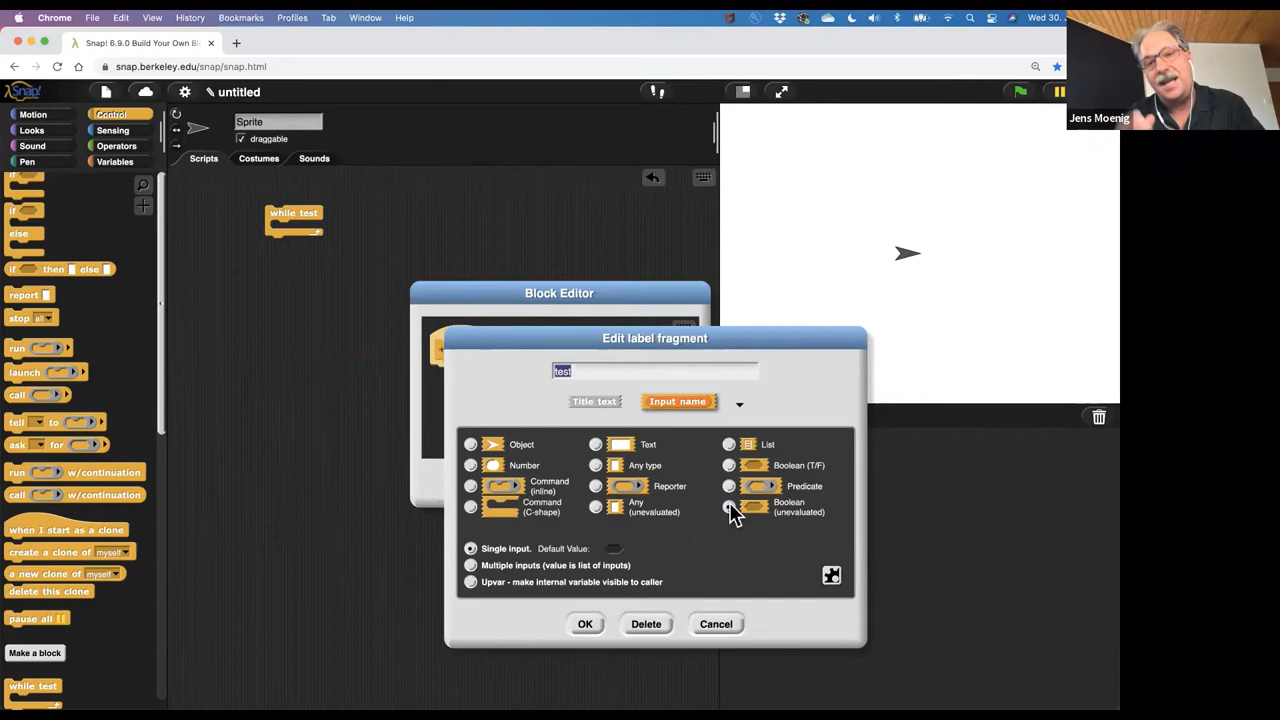 Chrome File Edit View History Bookmarks Profiles Tab Window Help
Wed 30.
Snap! 6.9.0 Build Your Own Bl
snap.berkeley.edu/snap/snap.html
Jens Moenig
Snap!
untitled
Motion
Control
Looks
Sensing
Sound
Operators
Pen
Variables
Sprite
draggable
Scripts
Costumes
Sounds
while test
if
if
else
if then else
report
stop all
run
launch
call
tell to
ask for
run w/continuation
call w/continuation
when I start as a clone
create a clone of myself
a new clone of myself
delete this clone
pause all
Make a block
while test
Block Editor
+
Edit label fragment
test
Title text
Input name
Object
Text
List
Number
Any type
Boolean (T/F)
Command
(inline)
Reporter
Predicate
Command
(C-shape)
Any
(unevaluated)
Boolean
(unevaluated)
Single input. Default Value:
Multiple inputs (value is list of inputs)
Upvar - make internal variable visible to caller
OK
Delete
Cancel